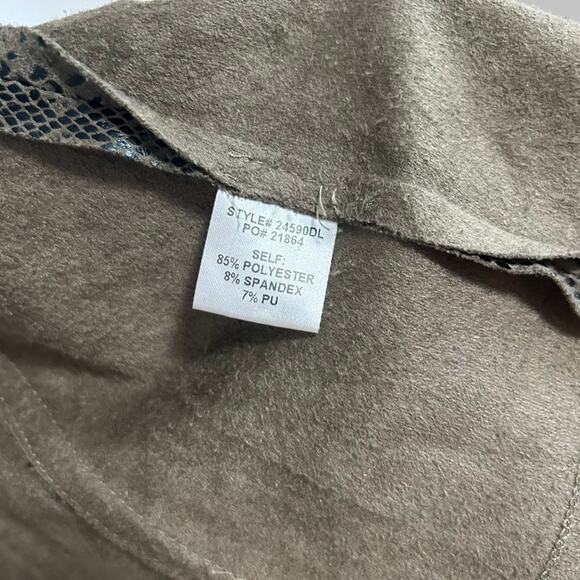 STYLE# 24590DL
PO# 21864
SELF:
85% POLYESTER
8% SPANDEX
7% PU